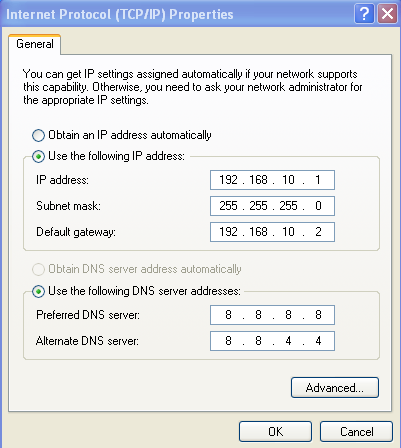 Internet Protocol (TCP/IP) Properties
General
You can get IP settings assigned automatically if your network supports
this capability. Otherwise, you need to ask your network administrator for
the appropriate IP settings.
Obtain an IP address automatically
Use the following IP address:
IP address: 192 . 168 . 10 . 1
Subnet mask: 255 . 255 . 255 . 0
Default gateway: 192 . 168 . 10 . 2
Obtain DNS server address automatically
Use the following DNS server addresses:
Preferred DNS server: 8 . 8 . 8 . 8
Alternate DNS server: 8 . 8 . 4 . 4
Advanced...
OK Cancel